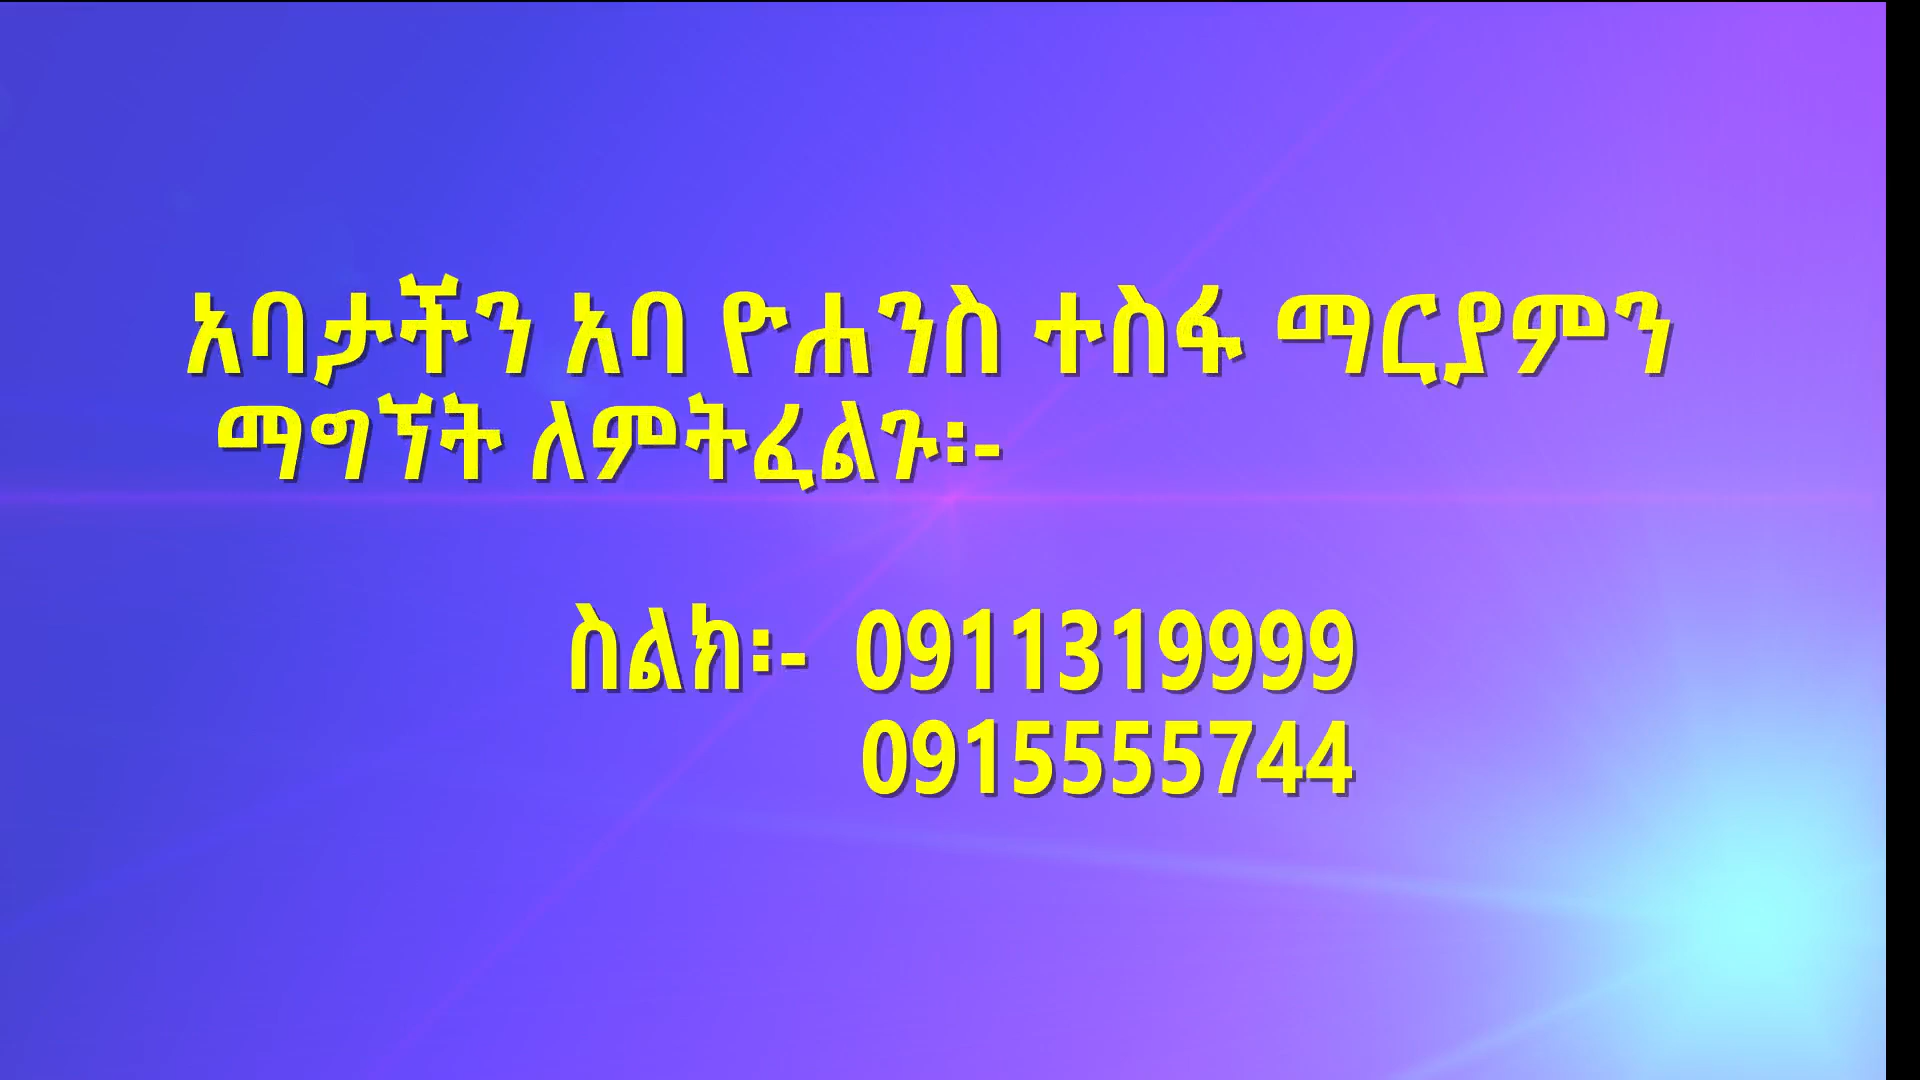 አባታችን አባ ዮሐንስ ተስፋ ማርያምን
ማግኘት ለምትፈልጉ፡-
ስልክ፡- 0911319999
0915555744